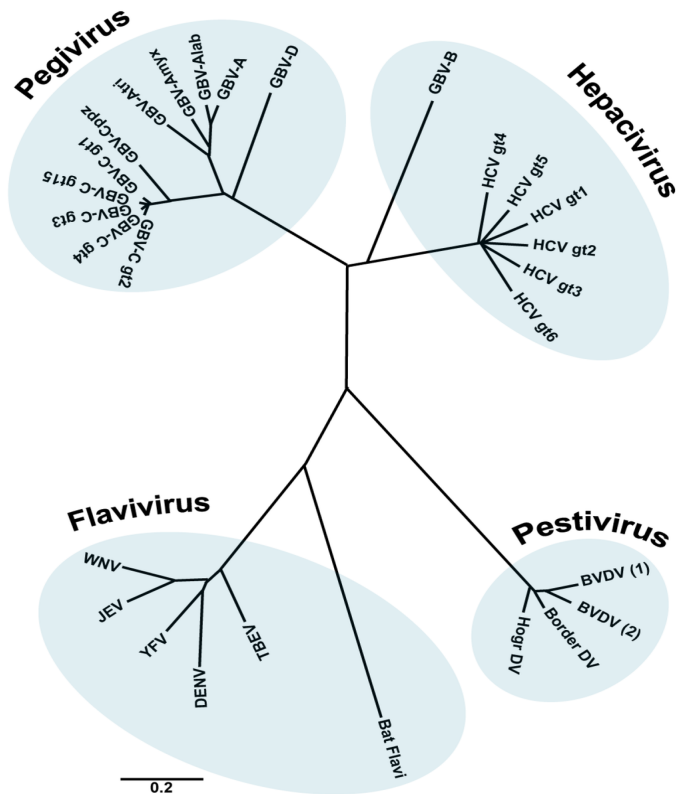 Pegivirus
GBV-Cppz
GBV-Atri
GBV-Amyx
GBV-Alab
GBV-A
GBV-D
GBV-C gt1
GBV-C gt15
GBV-C gt3
GBV-C gt4
GBV-C gt2
Hepacivirus
GBV-B
HCV gt4
HCV gt5
HCV gt1
HCV gt2
HCV gt3
HCV gt6
Flavivirus
WNV
JEV
YFV
DENV
TBEV
Bat Flavi
Pestivirus
BVDV (1)
BVDV (2)
Border DV
Hogr DV
0.2